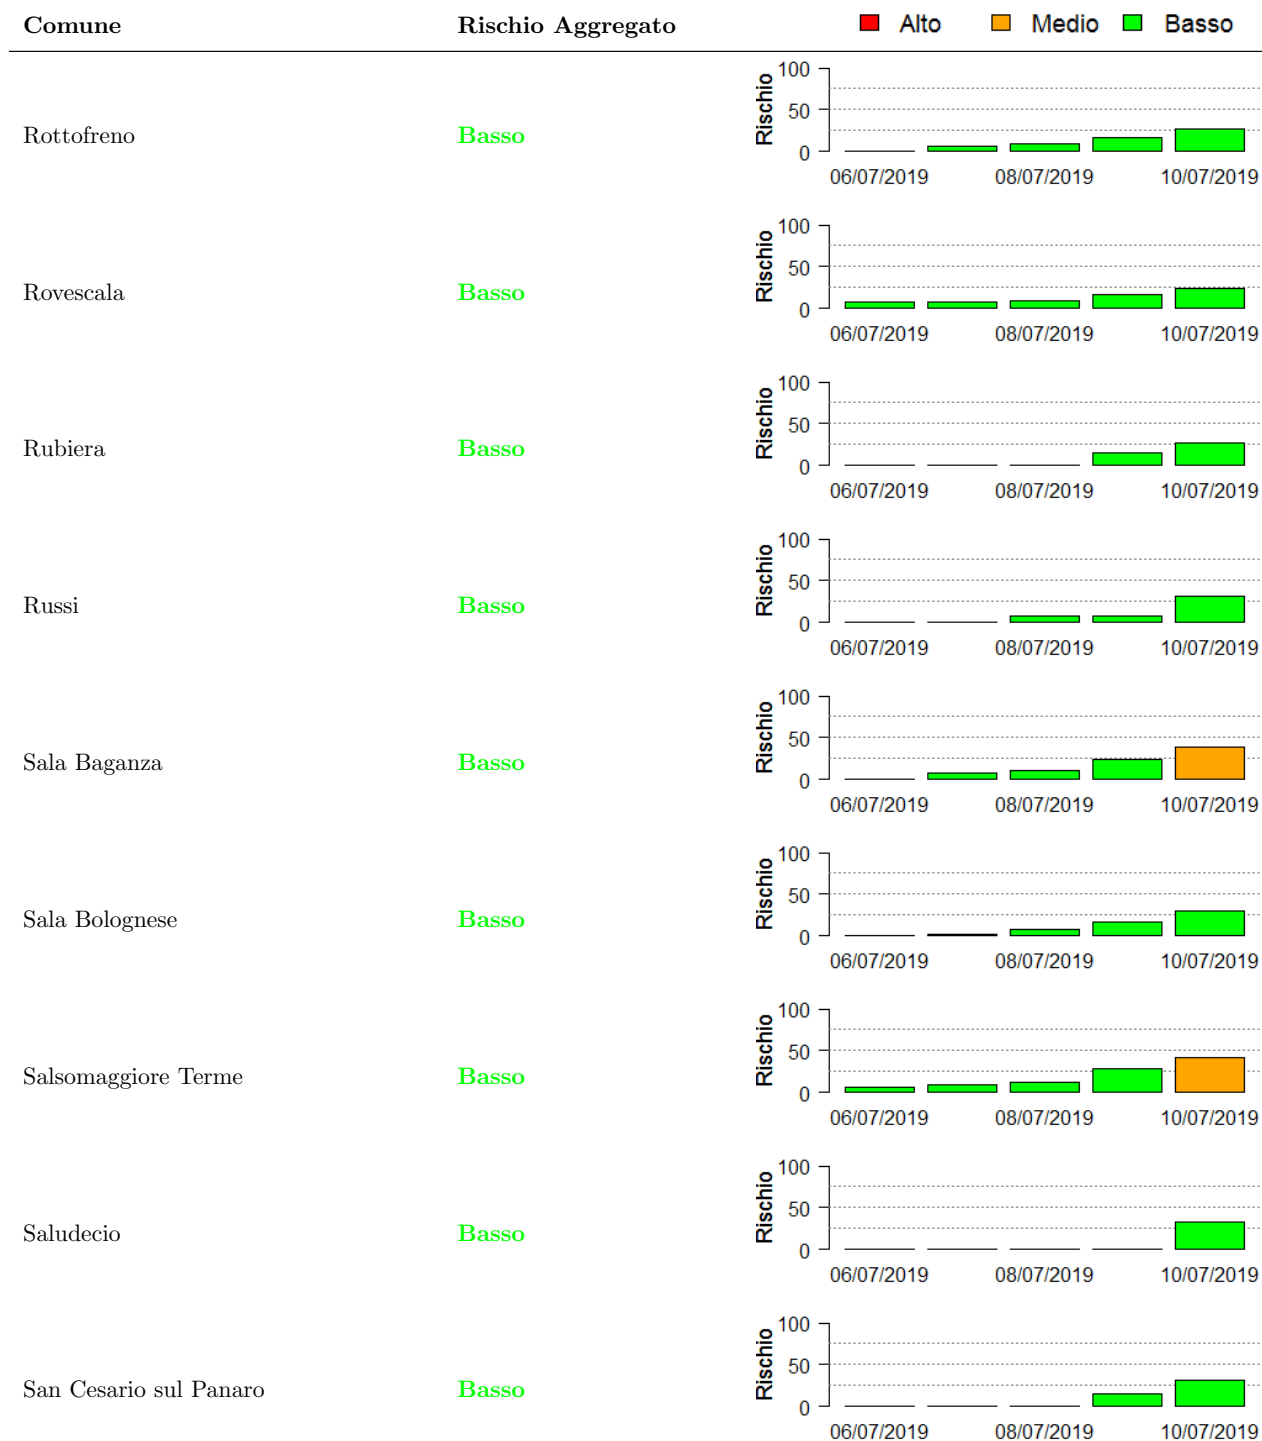 Comune Rischio Aggregato Alto Medio Basso
Rottofreno Basso Rischio 100 50 0
06/07/2019 08/07/2019 10/07/2019
Rovescala Basso Rischio 100 50 0
06/07/2019 08/07/2019 10/07/2019
Rubiera Basso Rischio 100 50 0
06/07/2019 08/07/2019 10/07/2019
Russi Basso Rischio 100 50 0
06/07/2019 08/07/2019 10/07/2019
Sala Baganza Basso Rischio 100 50 0
06/07/2019 08/07/2019 10/07/2019
Sala Bolognese Basso Rischio 100 50 0
06/07/2019 08/07/2019 10/07/2019
Salsomaggiore Terme Basso Rischio 100 50 0
06/07/2019 08/07/2019 10/07/2019
Saludecio Basso Rischio 100 50 0
06/07/2019 08/07/2019 10/07/2019
San Cesario sul Panaro Basso Rischio 100 50 0
06/07/2019 08/07/2019 10/07/2019